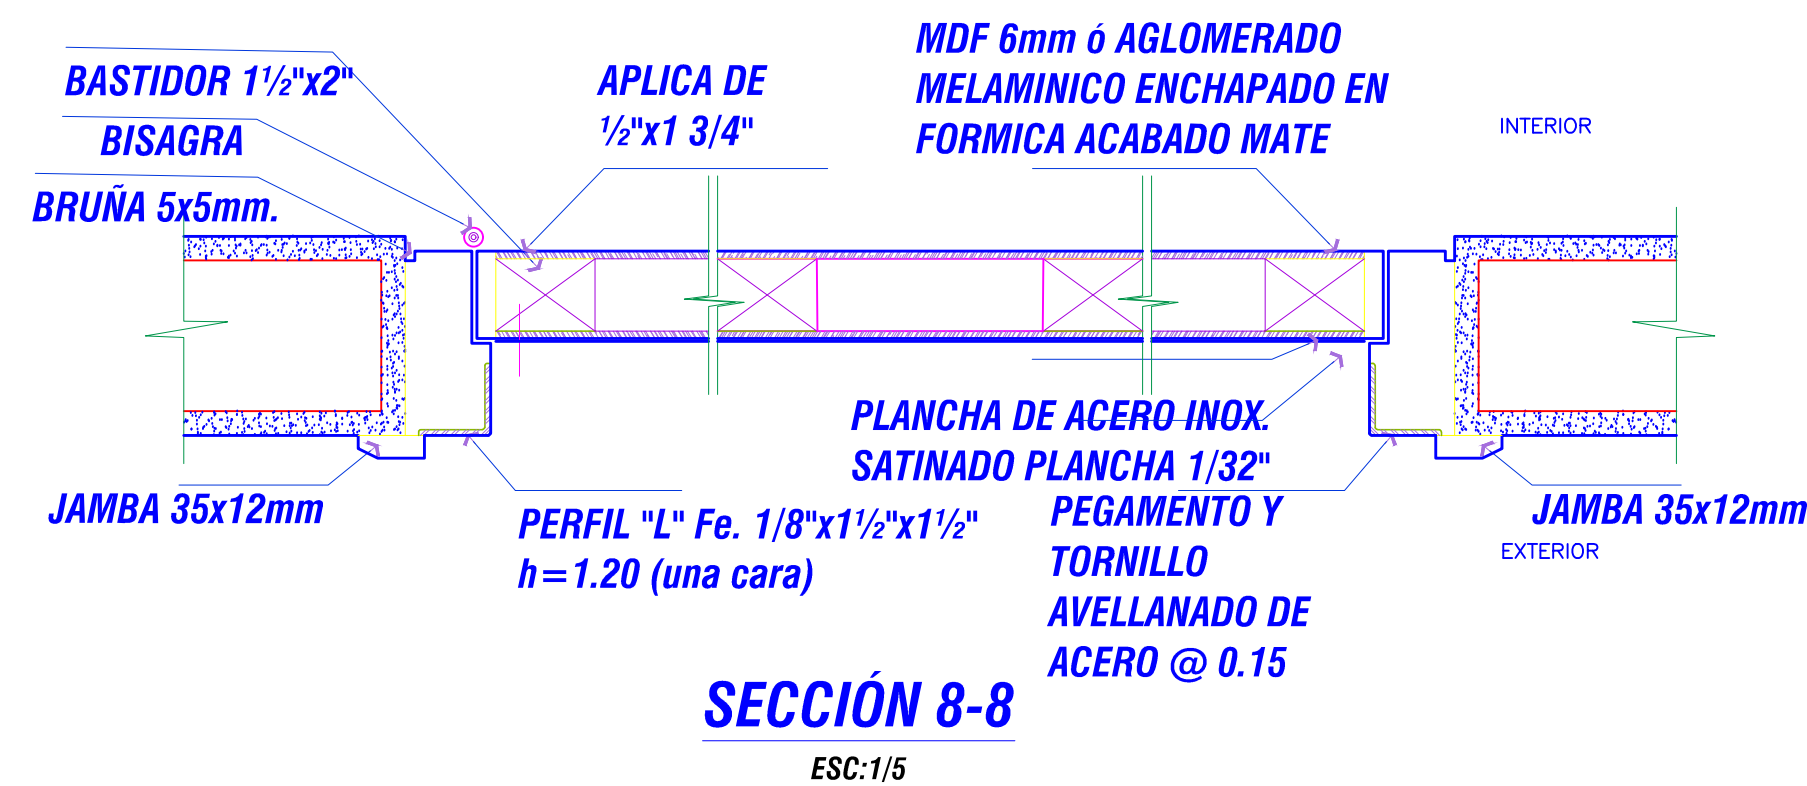 BASTIDOR 1½"x2"
BISAGRA
BRUÑA 5x5mm.
APLICA DE
½"x1 3/4"
MDF 6mm ó AGLOMERADO
MELAMINICO ENCHAPADO EN
FORMICA ACABADO MATE
INTERIOR
PLANCHA DE ACERO INOX.
SATINADO PLANCHA 1/32"
JAMBA 35x12mm
PERFIL "L" Fe. 1/8"x1½"x1½"
h=1.20 (una cara)
PEGAMENTO Y
TORNILLO
AVELLANADO DE
ACERO @ 0.15
JAMBA 35x12mm
EXTERIOR
SECCIÓN 8-8
ESC:1/5